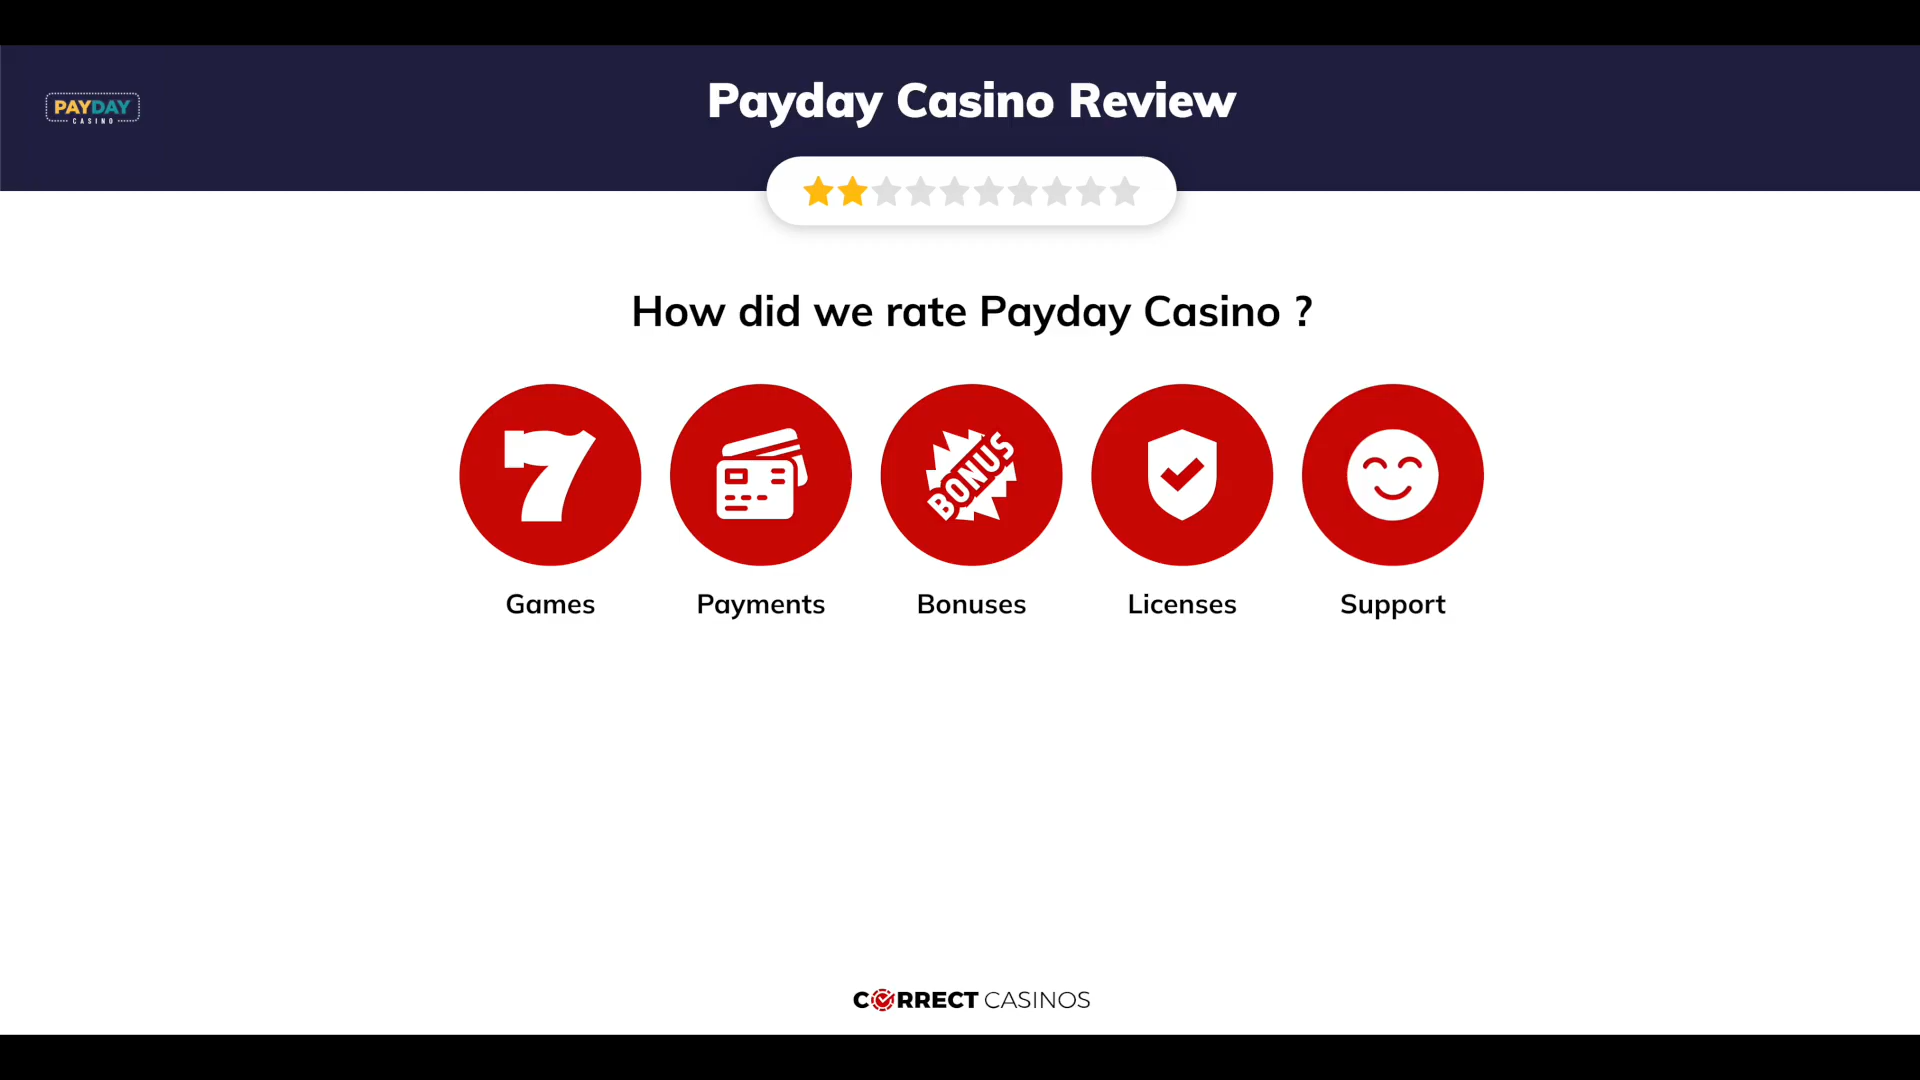 PAYDAY
CASINO
Payday Casino Review
How did we rate Payday Casino ?
7
BONUS
Games
Payments
Bonuses
Licenses
Support
CORRECT CASINOS